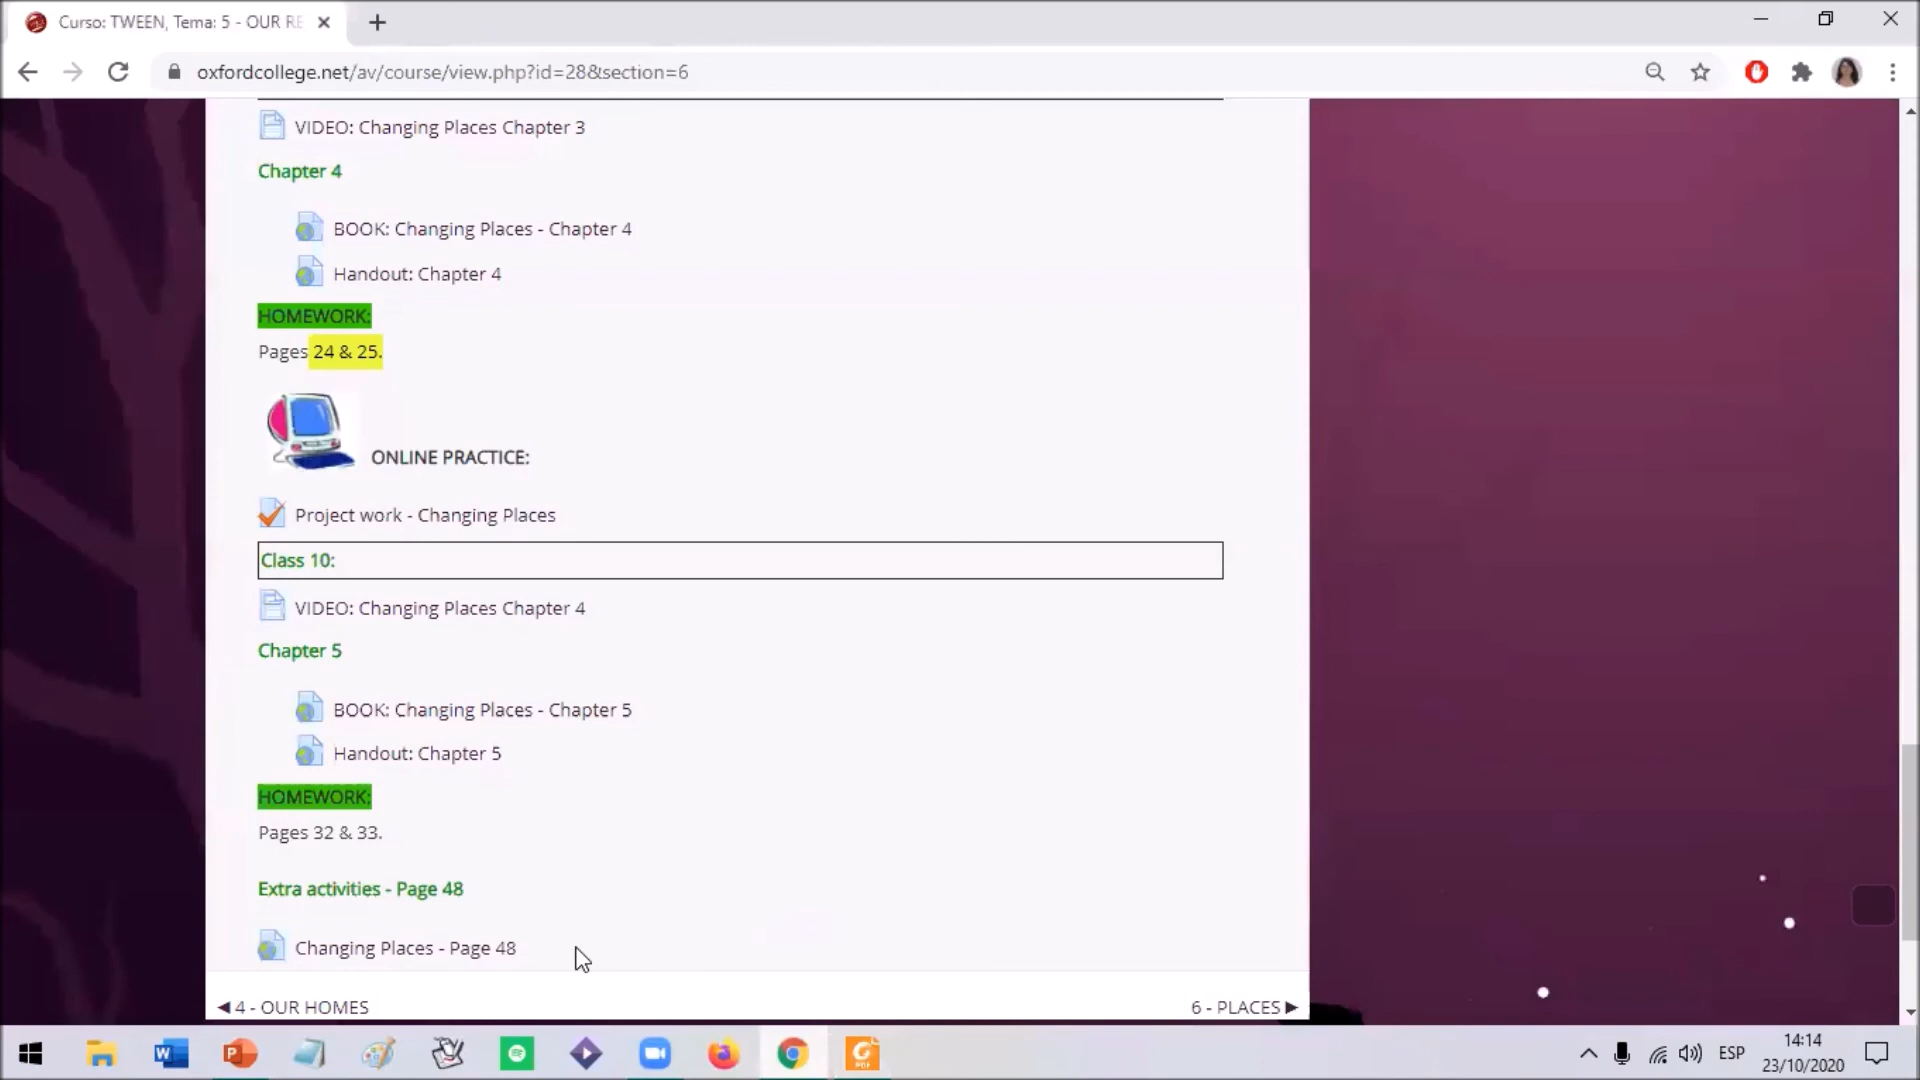 Curso: TWEEN, Tema: 5 - OUR RE
oxfordcollege.net/av/course/view.php?id=28&section=6
VIDEO: Changing Places Chapter 3
Chapter 4
BOOK: Changing Places - Chapter 4
Handout: Chapter 4
HOMEWORK:
Pages 24 & 25.
ONLINE PRACTICE:
Project work - Changing Places
Class 10:
VIDEO: Changing Places Chapter 4
Chapter 5
BOOK: Changing Places - Chapter 5
Handout: Chapter 5
HOMEWORK:
Pages 32 & 33.
Extra activities - Page 48
Changing Places - Page 48
◀ 4 - OUR HOMES
6 - PLACES ▶
ESP
14:14
23/10/2020